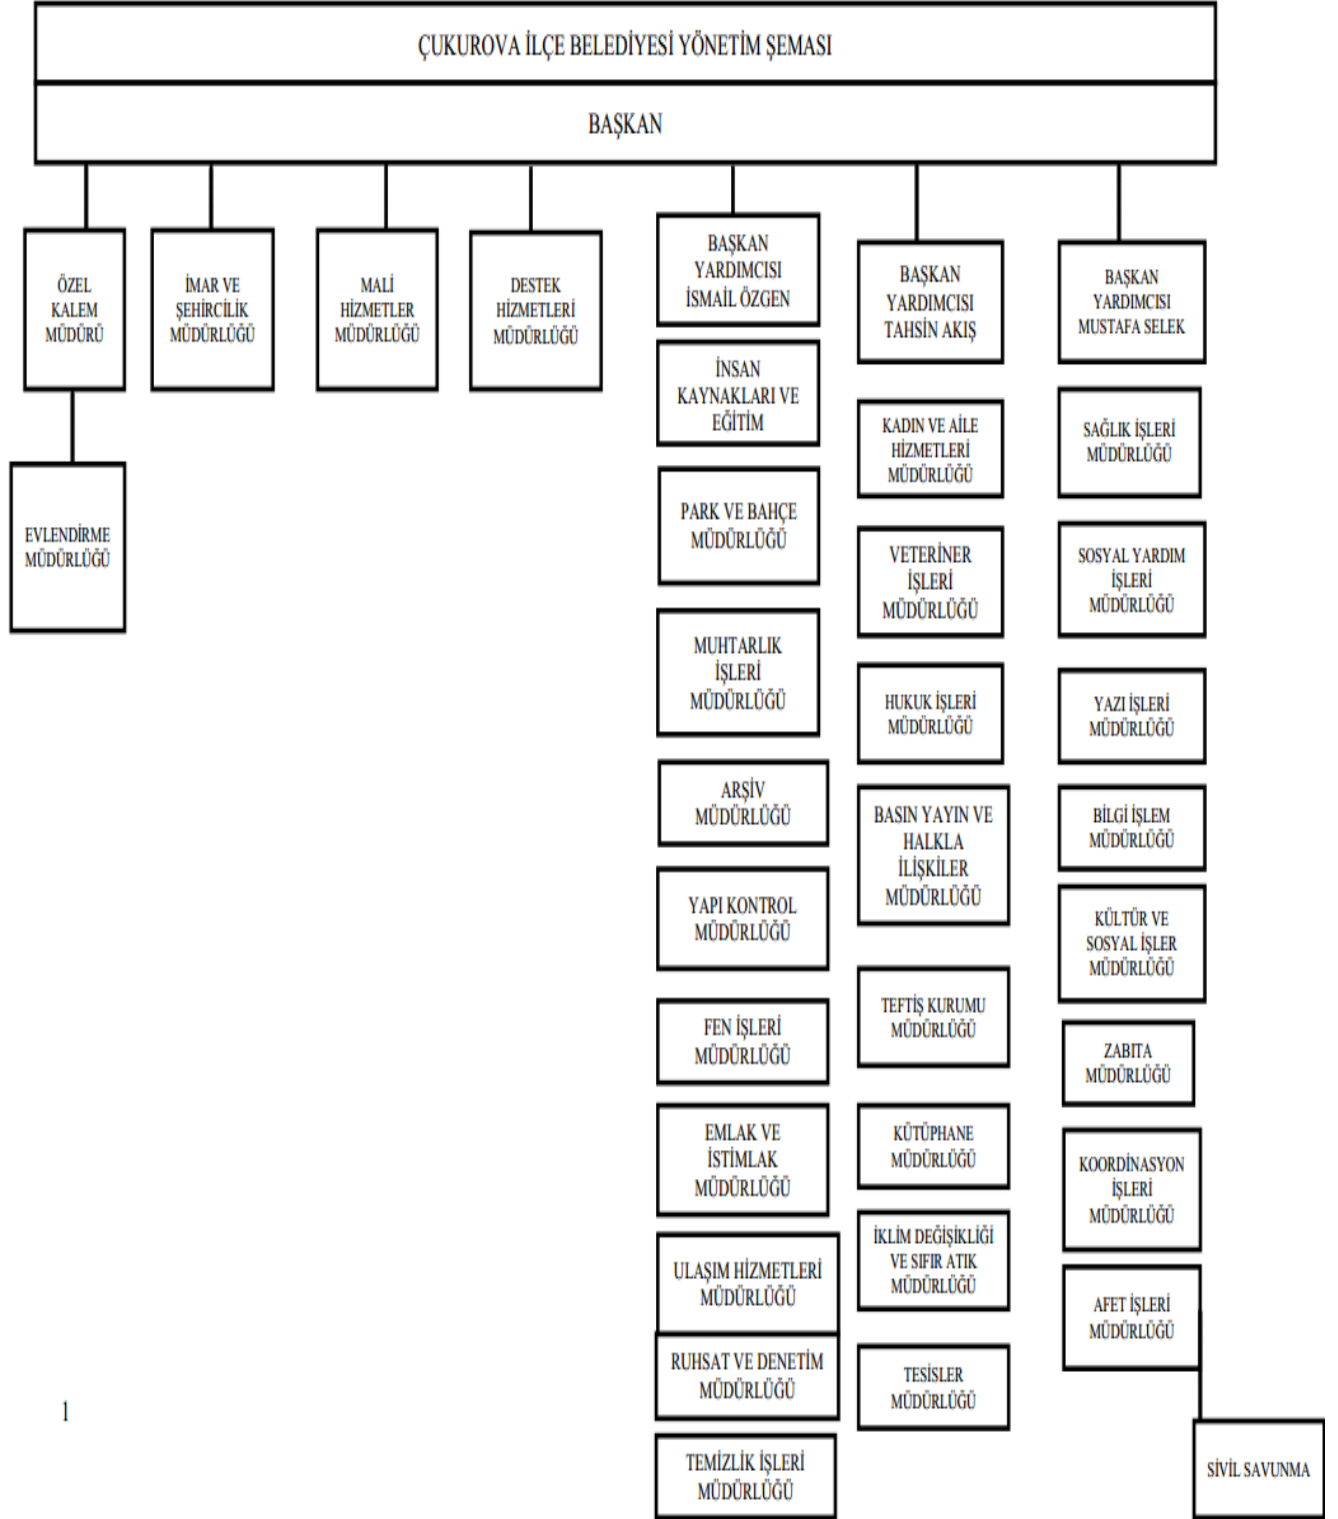 ÇUKUROVA İLÇE BELEDİYESİ YÖNETİM ŞEMASI
BAŞKAN
ÖZEL
KALEM
MÜDÜRÜ
İMAR VE
ŞEHİRCİLİK
MÜDÜRLÜĞÜ
MALİ
HİZMETLER
MÜDÜRLÜĞÜ
DESTEK
HİZMETLERİ
MÜDÜRLÜĞÜ
BAŞKAN
YARDIMCISI
İSMAİL ÖZGEN
BAŞKAN
YARDIMCISI
TAHSİN AKIŞ
BAŞKAN
YARDIMCISI
MUSTAFA SELEK
EVLENDİRME
MÜDÜRLÜĞÜ
İNSAN
KAYNAKLARI VE
EĞİTİM
PARK VE BAHÇE
MÜDÜRLÜĞÜ
MUHTARLIK
İŞLERİ
MÜDÜRLÜĞÜ
ARŞİV
MÜDÜRLÜĞÜ
YAPI KONTROL
MÜDÜRLÜĞÜ
FEN İŞLERİ
MÜDÜRLÜĞÜ
EMLAK VE
İSTİMLAK
MÜDÜRLÜĞÜ
ULAŞIM HİZMETLERİ
MÜDÜRLÜĞÜ
RUHSAT VE DENETİM
MÜDÜRLÜĞÜ
TEMİZLİK İŞLERİ
MÜDÜRLÜĞÜ
KADIN VE AİLE
HİZMETLERİ
MÜDÜRLÜĞÜ
VETERİNER
İŞLERİ
MÜDÜRLÜĞÜ
HUKUK İŞLERİ
MÜDÜRLÜĞÜ
BASIN YAYIN VE
HALKLA
İLİŞKİLER
MÜDÜRLÜĞÜ
TEFTİŞ KURUMU
MÜDÜRLÜĞÜ
KÜTÜPHANE
MÜDÜRLÜĞÜ
İKLİM DEĞİŞİKLİĞİ
VE SIFIR ATIK
MÜDÜRLÜĞÜ
TESİSLER
MÜDÜRLÜĞÜ
SAĞLIK İŞLERİ
MÜDÜRLÜĞÜ
SOSYAL YARDIM
İŞLERİ
MÜDÜRLÜĞÜ
YAZI İŞLERİ
MÜDÜRLÜĞÜ
BİLGİ İŞLEM
MÜDÜRLÜĞÜ
KÜLTÜR VE
SOSYAL İŞLER
MÜDÜRLÜĞÜ
ZABITA
MÜDÜRLÜĞÜ
KOORDİNASYON
İŞLERİ
MÜDÜRLÜĞÜ
AFET İŞLERİ
MÜDÜRLÜĞÜ
SİVİL SAVUNMA
1